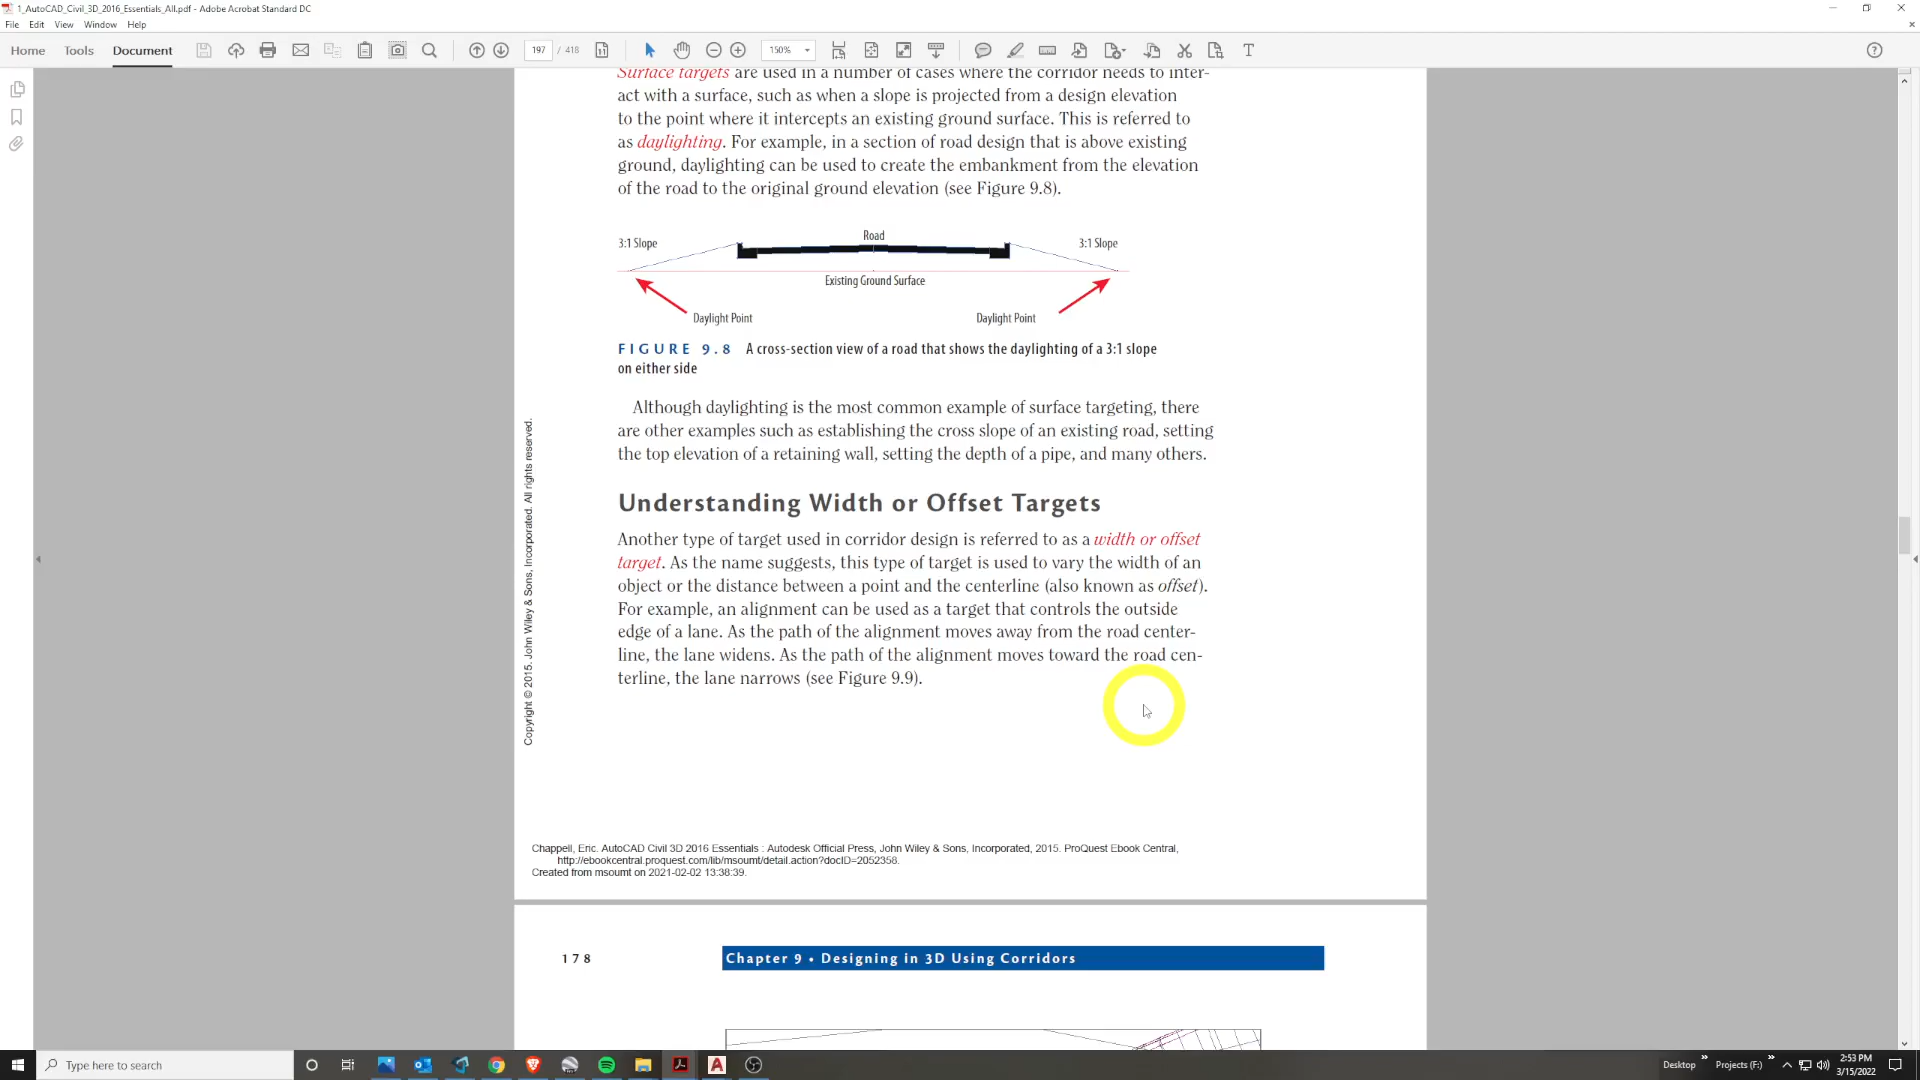 1_AutoCAD_Civil_3D_2016_Essentials_All.pdf - Adobe Acrobat Standard DC
File Edit View Window Help
Home Tools Document 197 / 418 150%
Surface targets are used in a number of cases where the corridor needs to inter-
act with a surface, such as when a slope is projected from a design elevation
to the point where it intercepts an existing ground surface. This is referred to
as daylighting. For example, in a section of road design that is above existing
ground, daylighting can be used to create the embankment from the elevation
of the road to the original ground elevation (see Figure 9.8).
3:1 Slope Road 3:1 Slope
Existing Ground Surface
Daylight Point Daylight Point
FIGURE 9.8 A cross-section view of a road that shows the daylighting of a 3:1 slope
on either side
Although daylighting is the most common example of surface targeting, there
are other examples such as establishing the cross slope of an existing road, setting
the top elevation of a retaining wall, setting the depth of a pipe, and many others.
Copyright © 2015. John Wiley & Sons, Incorporated. All rights reserved.
Understanding Width or Offset Targets
Another type of target used in corridor design is referred to as a width or offset
target. As the name suggests, this type of target is used to vary the width of an
object or the distance between a point and the centerline (also known as offset).
For example, an alignment can be used as a target that controls the outside
edge of a lane. As the path of the alignment moves away from the road center-
line, the lane widens. As the path of the alignment moves toward the road cen-
terline, the lane narrows (see Figure 9.9).
Chappell, Eric. AutoCAD Civil 3D 2016 Essentials : Autodesk Official Press, John Wiley & Sons, Incorporated, 2015. ProQuest Ebook Central,
http://ebookcentral.proquest.com/lib/msoumt/detail.action?docID=2052358.
Created from msoumt on 2021-02-02 13:38:39.
178 Chapter 9 • Designing in 3D Using Corridors
Type here to search
Desktop Projects (F:)
2:53 PM
3/15/2022